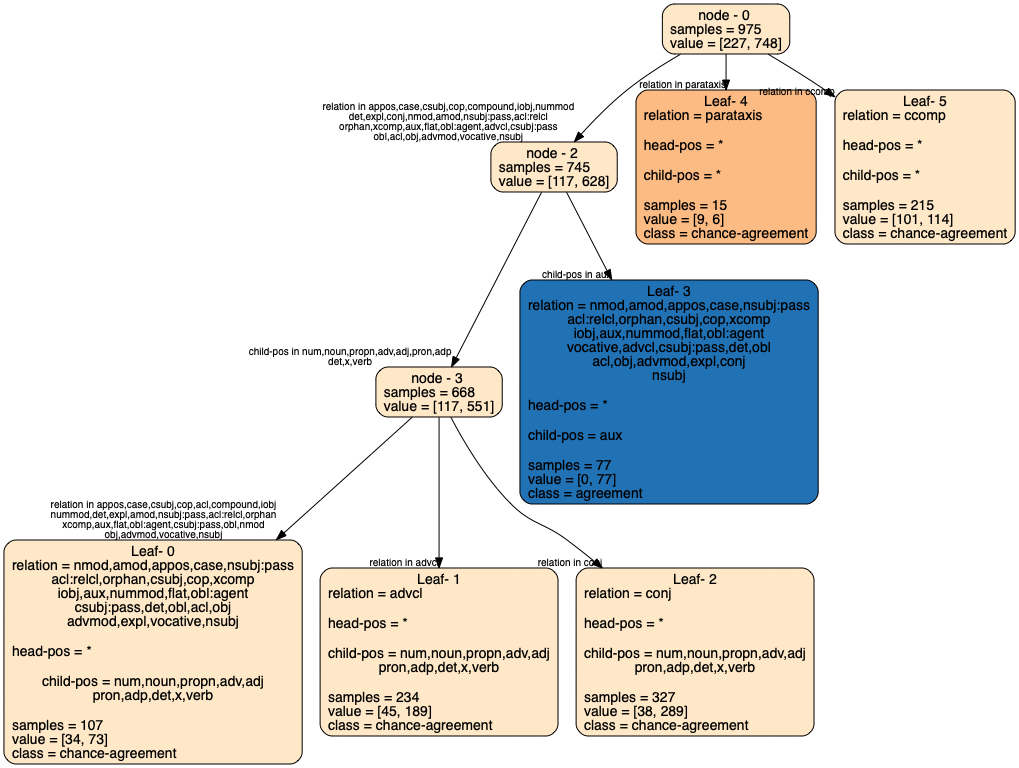 node - 0
samples = 975
value = [227, 748]
relation in parataxis
relation in ccomp
relation in appos,case,csubj,cop,compound,iobj,nummod
det,expl,conj,nmod,amod,nsubj:pass,acl:relcl
orphan,xcomp,aux,flat,obl:agent,advcl,csubj:pass
obl,acl,obj,advmod,vocative,nsubj
Leaf- 4
relation = parataxis
head-pos = *
child-pos = *
samples = 15
value = [9, 6]
class = chance-agreement
Leaf- 5
relation = ccomp
head-pos = *
child-pos = *
samples = 215
value = [101, 114]
class = chance-agreement
node - 2
samples = 745
value = [117, 628]
child-pos in aux
Leaf- 3
relation = nmod,amod,appos,case,nsubj:pass
acl:relcl,orphan,csubj,cop,xcomp
iobj,aux,nummod,flat,obl:agent
vocative,advcl,csubj:pass,det,obl
acl,obj,advmod,expl,conj
nsubj
head-pos = *
child-pos = aux
samples = 77
value = [0, 77]
class = agreement
child-pos in num,noun,propn,adv,adj,pron,adp
det,x,verb
node - 3
samples = 668
value = [117, 551]
relation in appos,case,csubj,cop,acl,compound,iobj
nummod,det,expl,amod,nsubj:pass,acl:relcl,orphan
xcomp,aux,flat,obl:agent,csubj:pass,obl,nmod
obj,advmod,vocative,nsubj
relation in advcl
relation in conj
Leaf- 0
relation = nmod,amod,appos,case,nsubj:pass
acl:relcl,orphan,csubj,cop,xcomp
iobj,aux,nummod,flat,obl:agent
csubj:pass,det,obl,acl,obj
advmod,expl,vocative,nsubj
head-pos = *
child-pos = num,noun,propn,adv,adj
pron,adp,det,x,verb
samples = 107
value = [34, 73]
class = chance-agreement
Leaf- 1
relation = advcl
head-pos = *
child-pos = num,noun,propn,adv,adj
pron,adp,det,x,verb
samples = 234
value = [45, 189]
class = chance-agreement
Leaf- 2
relation = conj
head-pos = *
child-pos = num,noun,propn,adv,adj
pron,adp,det,x,verb
samples = 327
value = [38, 289]
class = chance-agreement